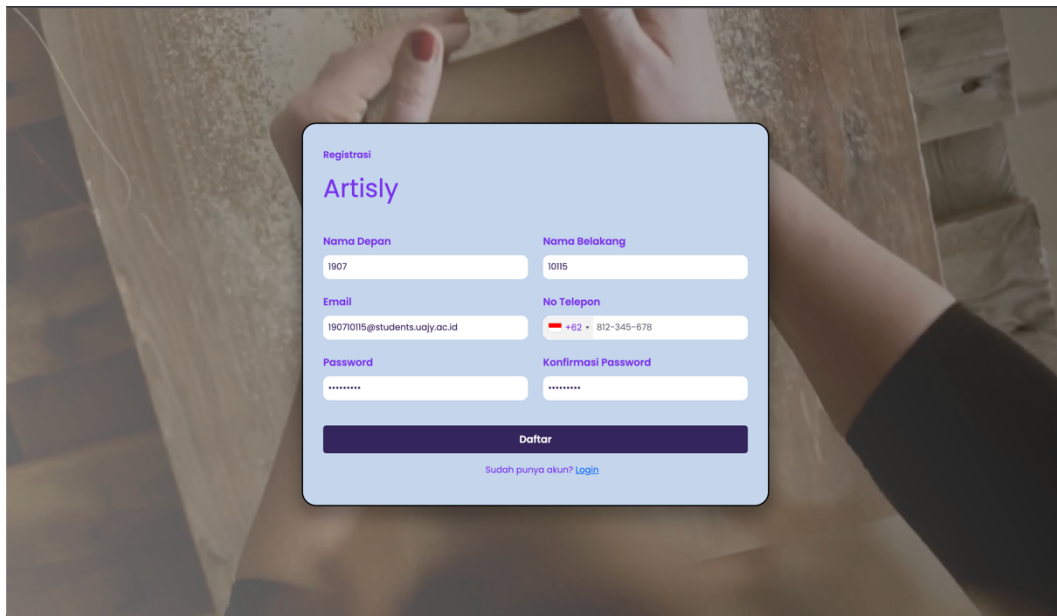 Registrasi
Artisly
Nama Depan
Nama Belakang
1907
10115
Email
No Telepon
190710115@students.uajy.ac.id
+62
812-345-678
Password
Konfirmasi Password
•••••••••
•••••••••
Daftar
Sudah punya akun? Login